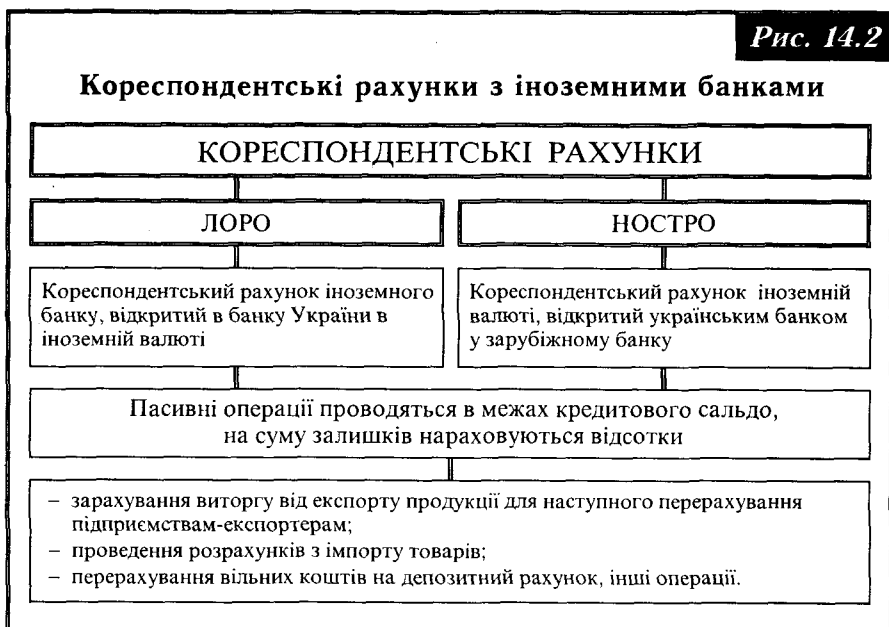 Рис. 14.2
Кореспондентські рахунки з іноземними банками
КОРЕСПОНДЕНТСЬКІ РАХУНКИ
ЛОРО
НОСТРО
Кореспондентський рахунок іноземного
банку, відкритий в банку України в
іноземній валюті
Кореспондентський рахунок іноземній
валюті, відкритий українським банком
у зарубіжному банку
Пасивні операції проводяться в межах кредитового сальдо,
на суму залишків нараховуються відсотки
– зарахування виторгу від експорту продукції для наступного перерахування
підприємствам-експортерам;
– проведення розрахунків з імпорту товарів;
– перерахування вільних коштів на депозитний рахунок, інші операції.